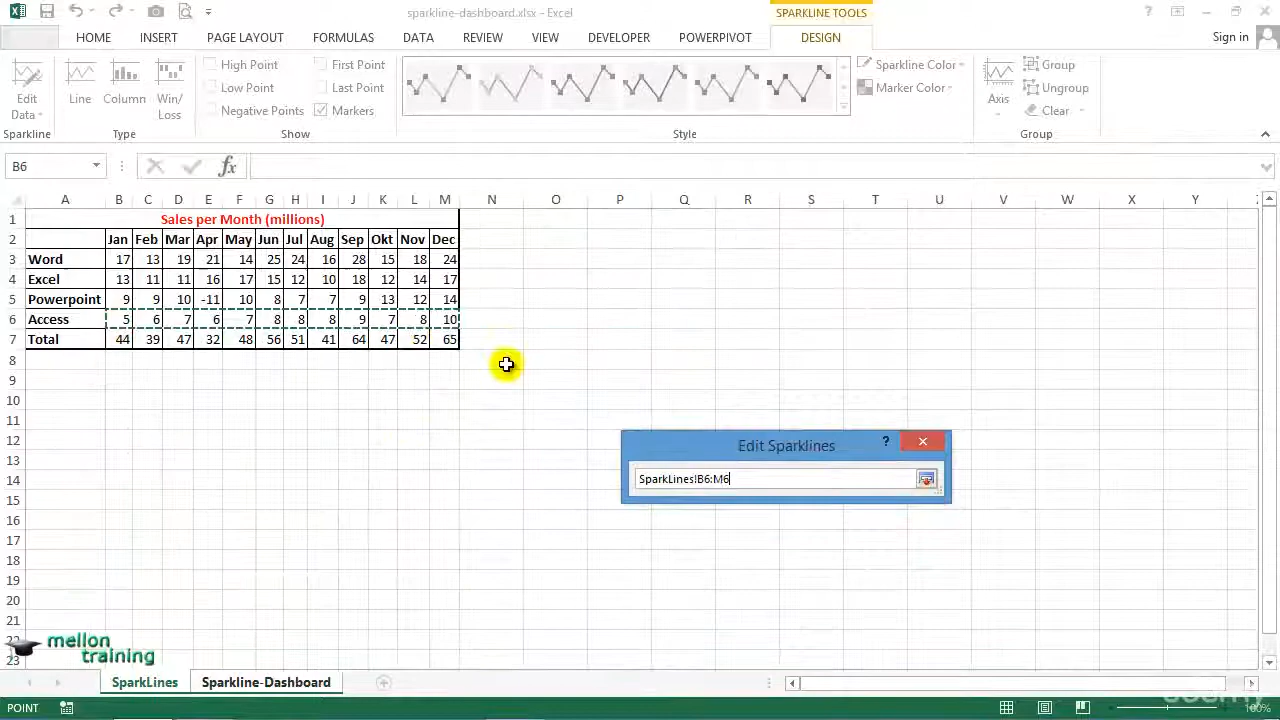 sparkline-dashboard.xlsx - Excel
SPARKLINE TOOLS
HOME INSERT PAGE LAYOUT FORMULAS DATA REVIEW VIEW DEVELOPER POWERPIVOT DESIGN Sign in
Edit Data
Sparkline
Line
Column
Win/ Loss
Type
High Point First Point
Low Point Last Point
Negative Points Markers
Show
Style
Sparkline Color
Marker Color
Axis
Group
Ungroup
Clear
Group
B6 fx
A B C D E F G H I J K L M N O P Q R S T U V W X Y
1 Sales per Month (millions)
2 Jan Feb Mar Apr May Jun Jul Aug Sep Okt Nov Dec
3 Word 17 13 19 21 14 25 24 16 28 15 18 24
4 Excel 13 11 11 16 17 15 12 10 18 12 14 17
5 Powerpoint 9 9 10 -11 10 8 7 7 9 13 12 14
6 Access 5 6 7 6 7 8 8 8 9 7 8 10
7 Total 44 39 47 32 48 56 51 41 64 47 52 65
8
9
10
11
12
13
14
15
16
17
18
19
20
21
22
23
Edit Sparklines ?
SparkLines!B6:M6
mellon
training
SparkLines Spark­line-Dashboard
POINT 100%